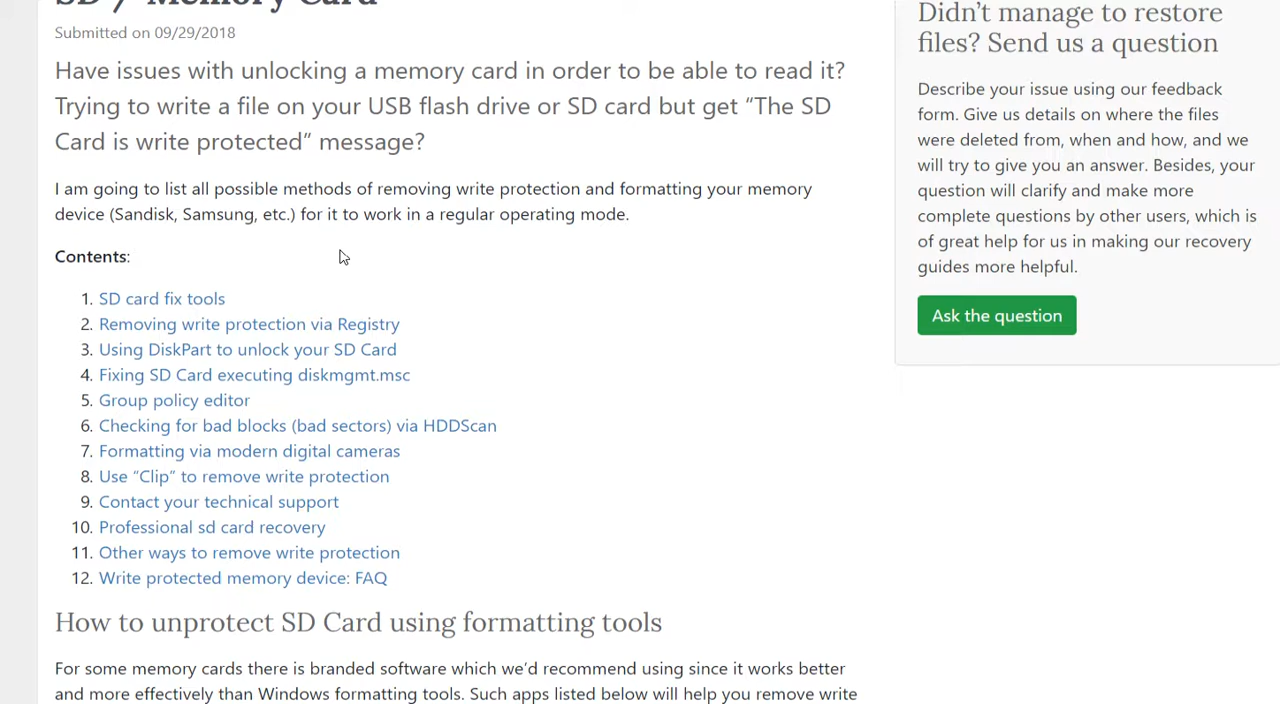 SD / Memory Card
Submitted on 09/29/2018
Have issues with unlocking a memory card in order to be able to read it?
Trying to write a file on your USB flash drive or SD card but get “The SD
Card is write protected” message?
I am going to list all possible methods of removing write protection and formatting your memory
device (Sandisk, Samsung, etc.) for it to work in a regular operating mode.
Contents:
1. SD card fix tools
2. Removing write protection via Registry
3. Using DiskPart to unlock your SD Card
4. Fixing SD Card executing diskmgmt.msc
5. Group policy editor
6. Checking for bad blocks (bad sectors) via HDDScan
7. Formatting via modern digital cameras
8. Use “Clip” to remove write protection
9. Contact your technical support
10. Professional sd card recovery
11. Other ways to remove write protection
12. Write protected memory device: FAQ
How to unprotect SD Card using formatting tools
For some memory cards there is branded software which we’d recommend using since it works better
and more effectively than Windows formatting tools. Such apps listed below will help you remove write
Didn’t manage to restore
files? Send us a question
Describe your issue using our feedback
form. Give us details on where the files
were deleted from, when and how, and we
will try to give you an answer. Besides, your
question will clarify and make more
complete questions by other users, which is
of great help for us in making our recovery
guides more helpful.
Ask the question